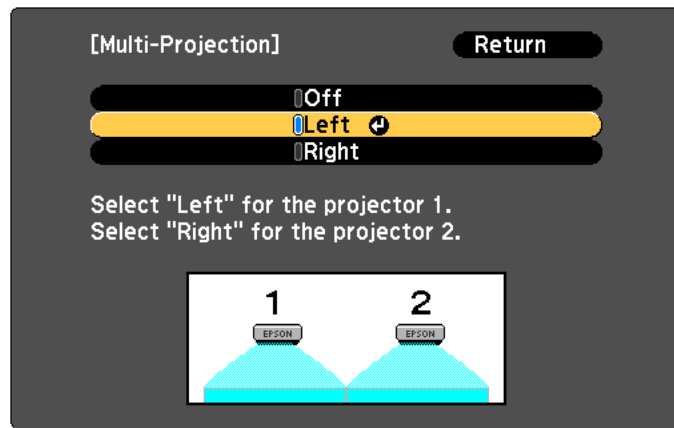 [Multi-Projection] Return
Off
Left
Right
Select "Left" for the projector 1.
Select "Right" for the projector 2.
1 2
EPSON EPSON